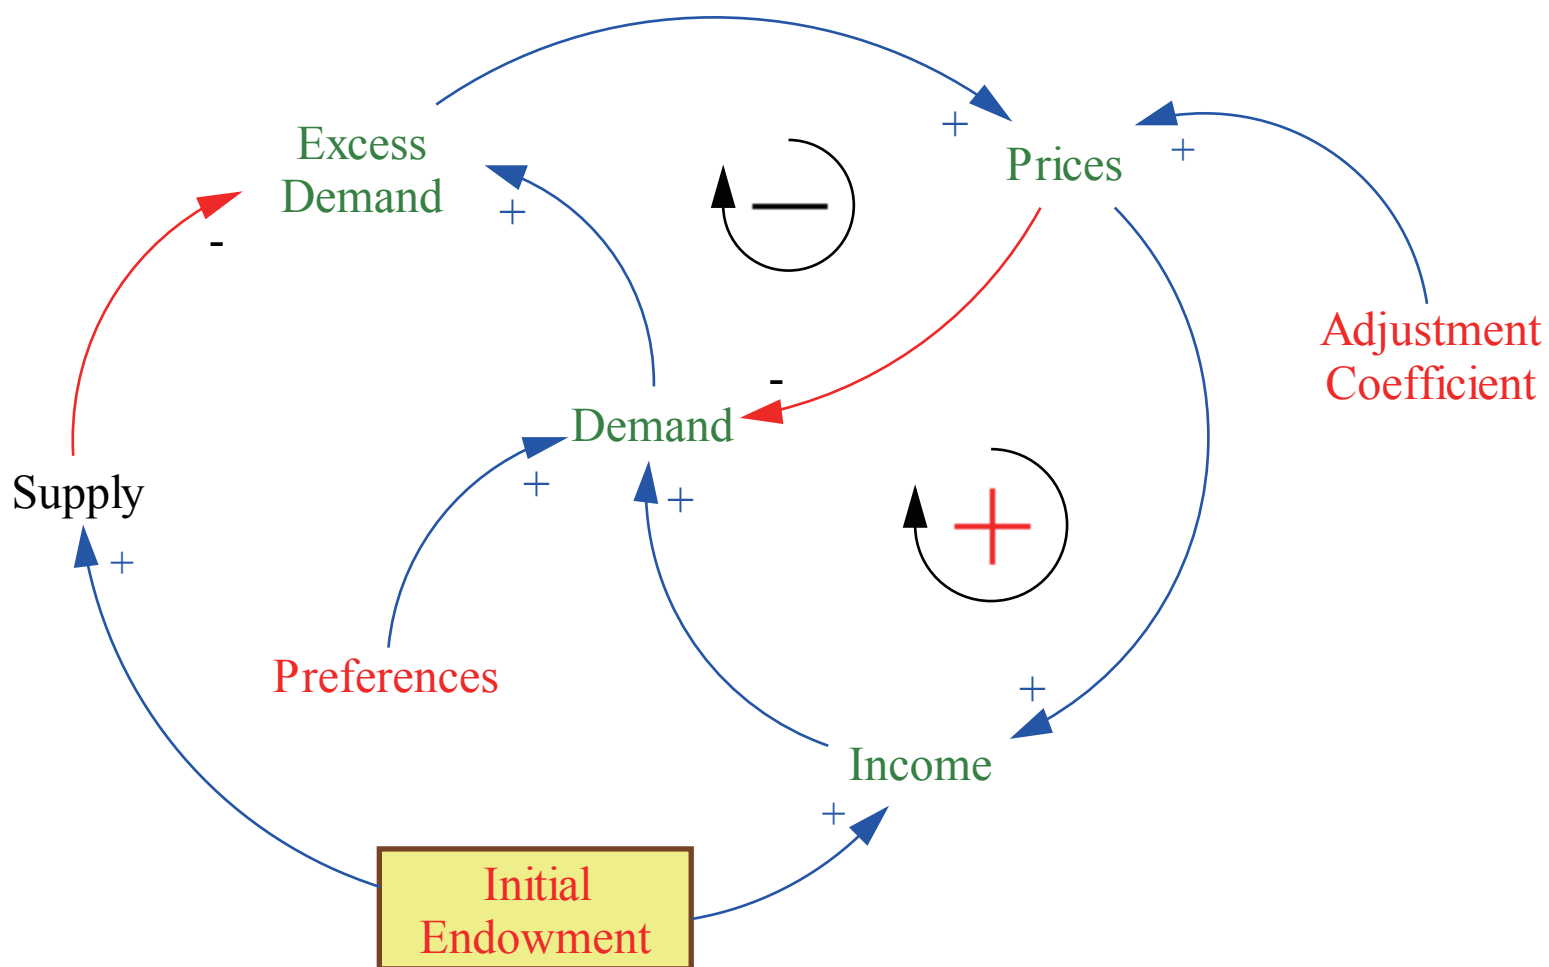 Excess
Demand
+
Prices
+
+
-
Adjustment
Coefficient
-
Demand
Supply
+
+
+
+
Preferences
+
Income
+
Initial
Endowment